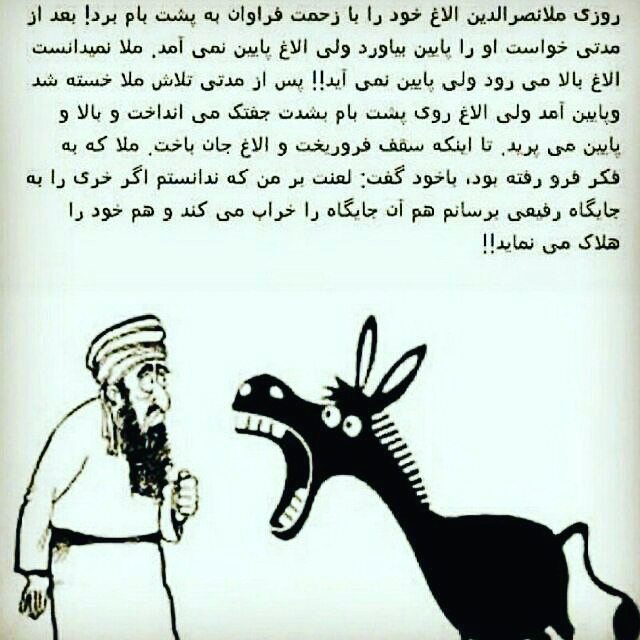 روزی ملانصرالدین الاغ خود را با زحمت فراوان به پشت بام برد! بعد از
مدتی خواست او را پایین بیاورد ولی الاغ پایین نمی آمد. ملا نمیدانست
الاغ بالا می رود ولی پایین نمی آید!! پس از مدتی تلاش ملا خسته شد
وپایین آمد ولی الاغ روی پشت بام بشدت جفتک می انداخت و بالا و
پایین می پرید. تا اینکه سقف فروریخت و الاغ جان باخت. ملا که به
فکر فرو رفته بود، باخود گفت: لعنت بر من که ندانستم اگر خری را به
جایگاه رفیعی برسانم هم آن جایگاه را خراب می کند و هم خود را
هلاک می نماید!!